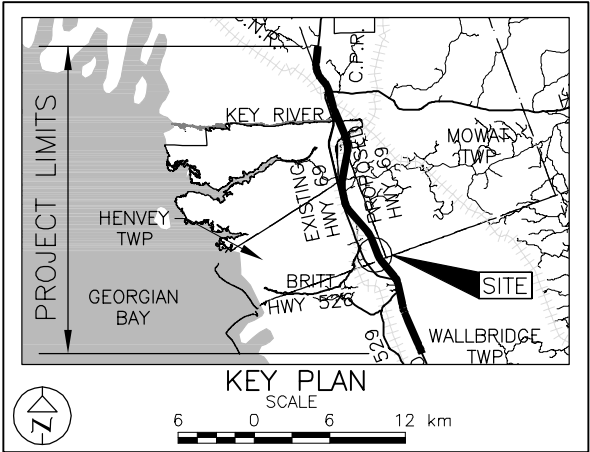 C.P.R.
KEY RIVER
MOWAT
TWP
PROJECT LIMITS
EXISTING
HWY 69
PROPOSED
HWY 69
HENVEY
TWP
BRITT
HWY 526
SITE
GEORGIAN
BAY
529
WALLBRIDGE
TWP
KEY PLAN
SCALE
6 0 6 12 km
N